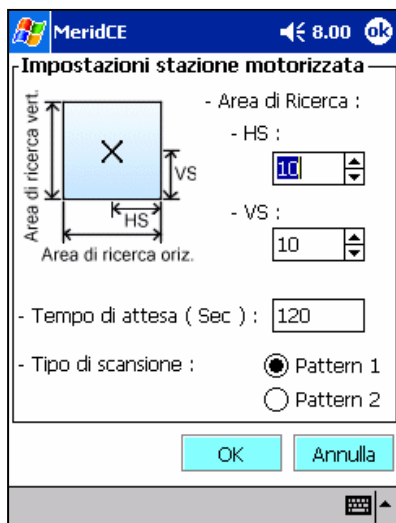 MeridCE
8.00
ok
Impostazioni stazione motorizzata
Area di ricerca vert.
VS
HS
Area di ricerca oriz.
- Area di Ricerca :
- HS :
10
- VS :
10
- Tempo di attesa ( Sec ) :
120
- Tipo di scansione :
Pattern 1
Pattern 2
OK
Annulla